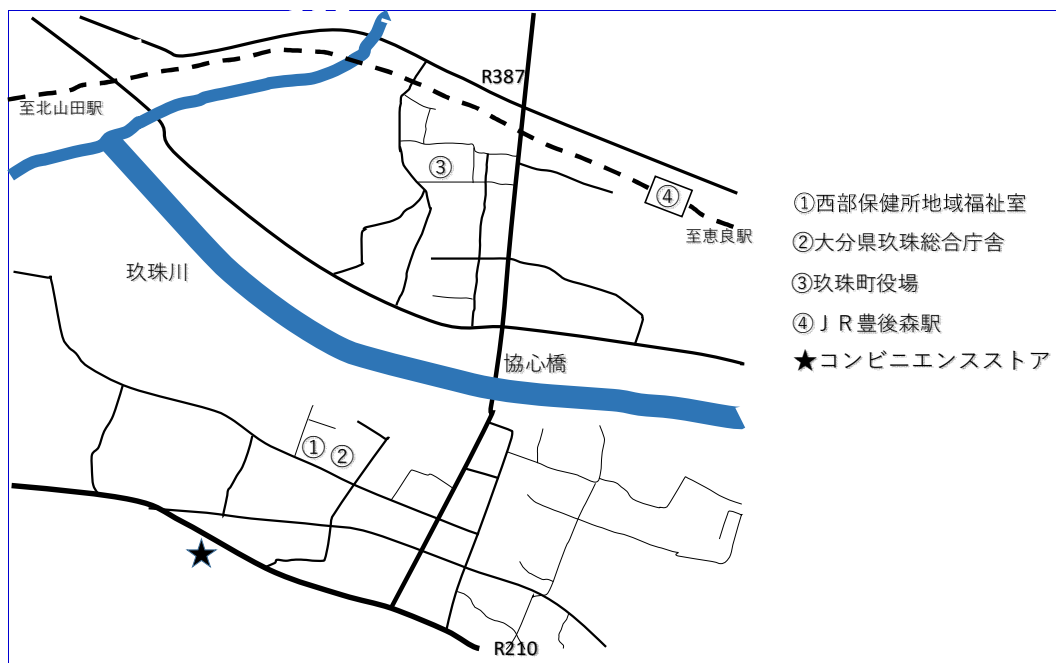 R387
至北山田駅
③
④
至恵良駅
玖珠川
協心橋
①
②
★
R210
①西部保健所地域福祉室
②大分県玖珠総合庁舎
③玖珠町役場
④ＪＲ豊後森駅
★コンビニエンスストア